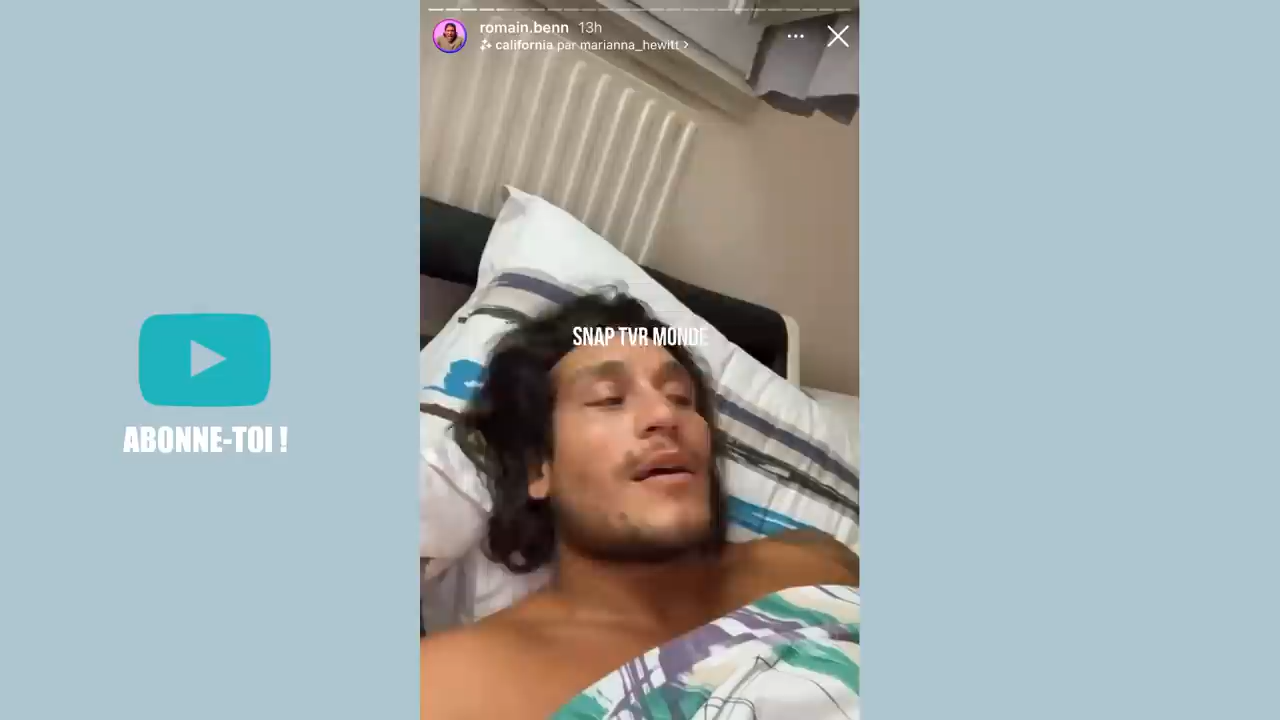 romain.benn 13h
california par marianna_hewitt >
SNAP TVR MONDE
ABONNE-TOI !